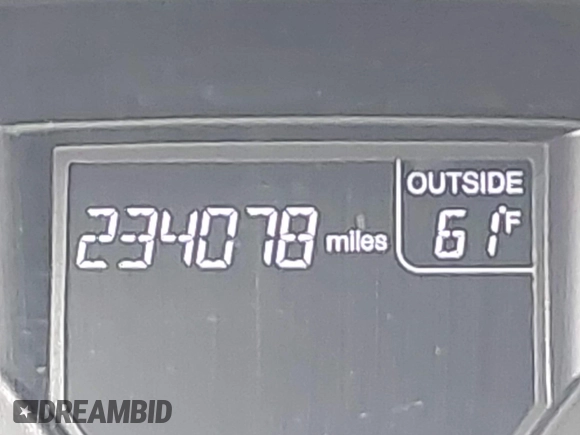 OUTSIDE
234078 miles 61°F
DREAMBID